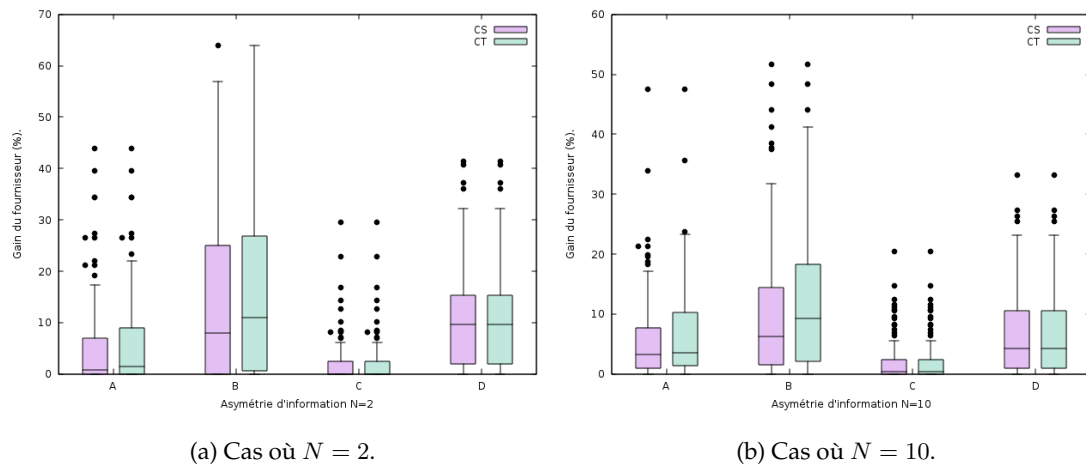 70
60
50
40
30
20
10
0
Gain du fournisseur (%).
CS
CT
A
B
C
D
Asymétrie d'information N=2
(a) Cas où N = 2.
60
50
40
30
20
10
0
Gain du fournisseur (%).
CS
CT
A
B
C
D
Asymétrie d'information N=10
(b) Cas où N = 10.